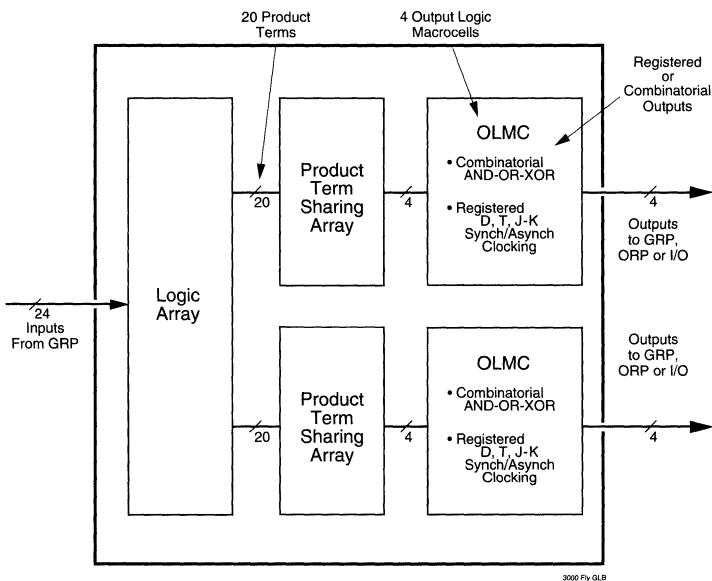 20 Product
Terms
4 Output Logic
Macrocells
Registered
or
Combinatorial
Outputs
OLMC
• Combinatorial
AND-OR-XOR
• Registered
D, T, J-K
Synch/Asynch
Clocking
Product
Term
Sharing
Array
20
4
4
Outputs
to GRP,
ORP or I/O
Logic
Array
24
Inputs
From GRP
Outputs
to GRP,
ORP or I/O
OLMC
• Combinatorial
AND-OR-XOR
• Registered
D, T, J-K
Synch/Asynch
Clocking
Product
Term
Sharing
Array
20
4
4
3000 Fly GLB